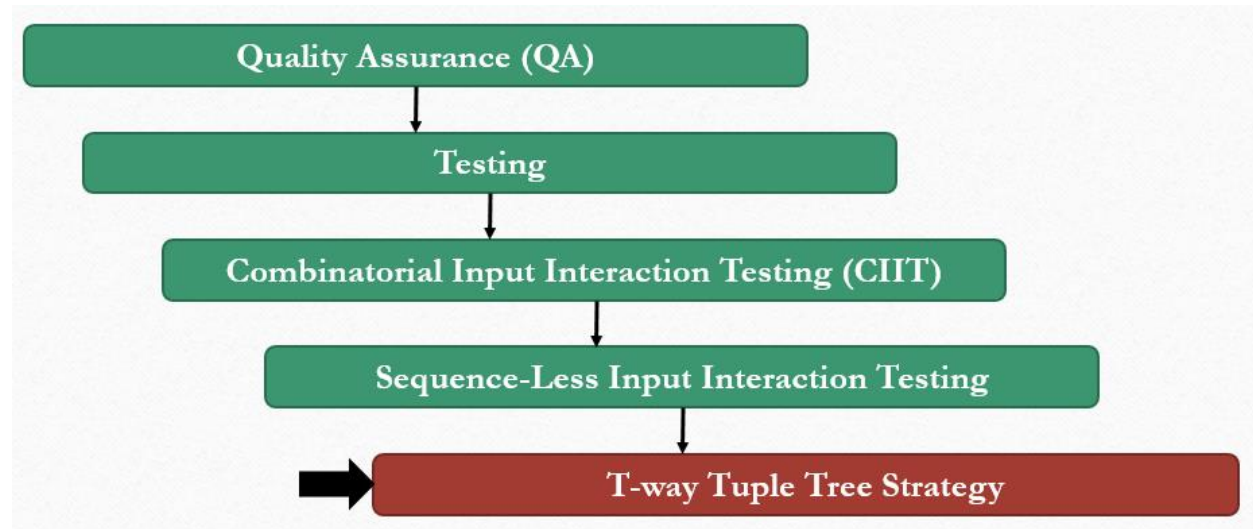 Quality Assurance (QA)
Testing
Combinatorial Input Interaction Testing (CIIT)
Sequence-Less Input Interaction Testing
T-way Tuple Tree Strategy